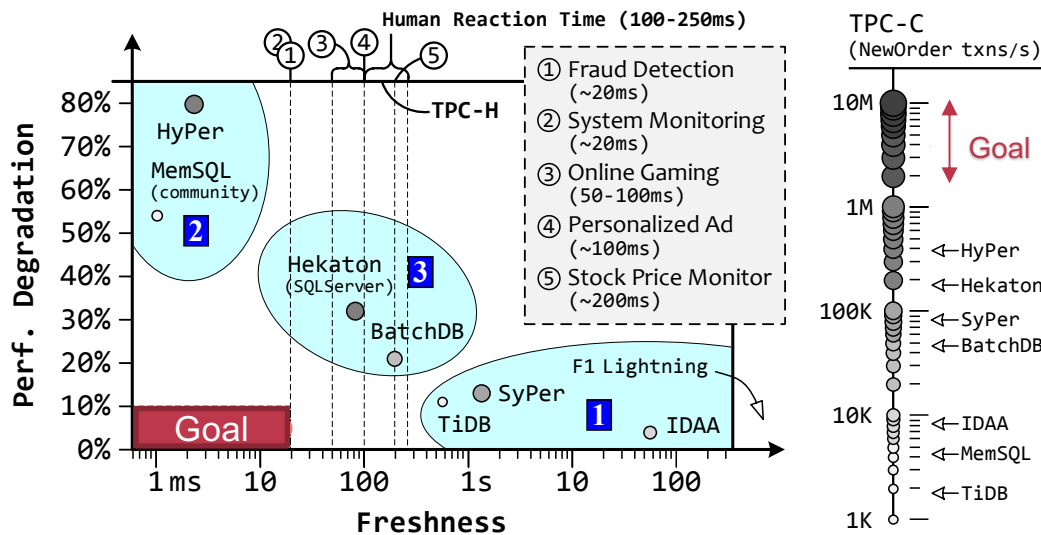 Human Reaction Time (100-250ms)
② ① ③ ④ ⑤
TPC-H
① Fraud Detection
(~20ms)
② System Monitoring
(~20ms)
③ Online Gaming
(50-100ms)
④ Personalized Ad
(~100ms)
⑤ Stock Price Monitor
(~200ms)
Perf. Degradation
80%
70%
60%
50%
40%
30%
20%
10%
0%
HyPer
MemSQL
(community)
2
Hekaton
(SQLServer)
3
BatchDB
F1 Lightning
SyPer
TiDB
1
IDAA
Goal
1 ms 10 100 1s 10 100
Freshness
TPC-C
(NewOrder txns/s)
10M
Goal
1M
HyPer
Hekaton
100K
SyPer
BatchDB
10K
IDAA
MemSQL
TiDB
1K